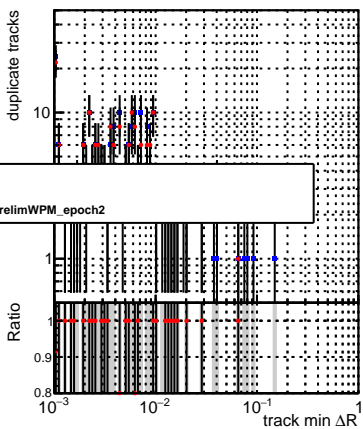 duplicate tracks
10
relimWPM_epoch2
1
Ratio
1
0.9
0.8
10⁻³ 10⁻² 10⁻¹ 1
track min ΔR